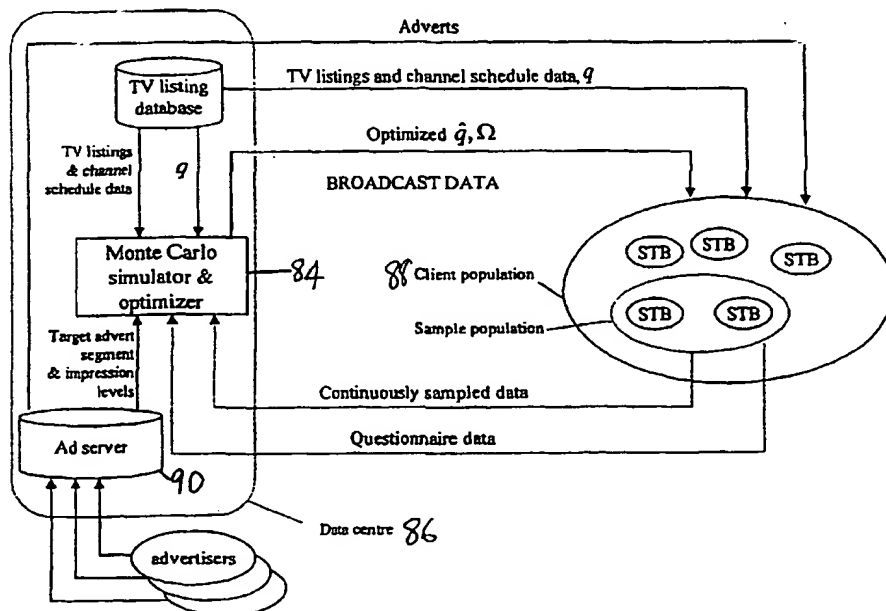 Adverts
TV listing
database
TV listings and channel schedule data, q
TV listings
& channel
schedule data
q
Optimized q̂, Ω
BROADCAST DATA
Monte Carlo
simulator &
optimizer
84
88 Client population
STB
STB
STB
Sample population
STB
STB
Target advert
segment
& impression
levels
Continuously sampled data
Questionnaire data
Ad server
90
Data centre 86
advertisers